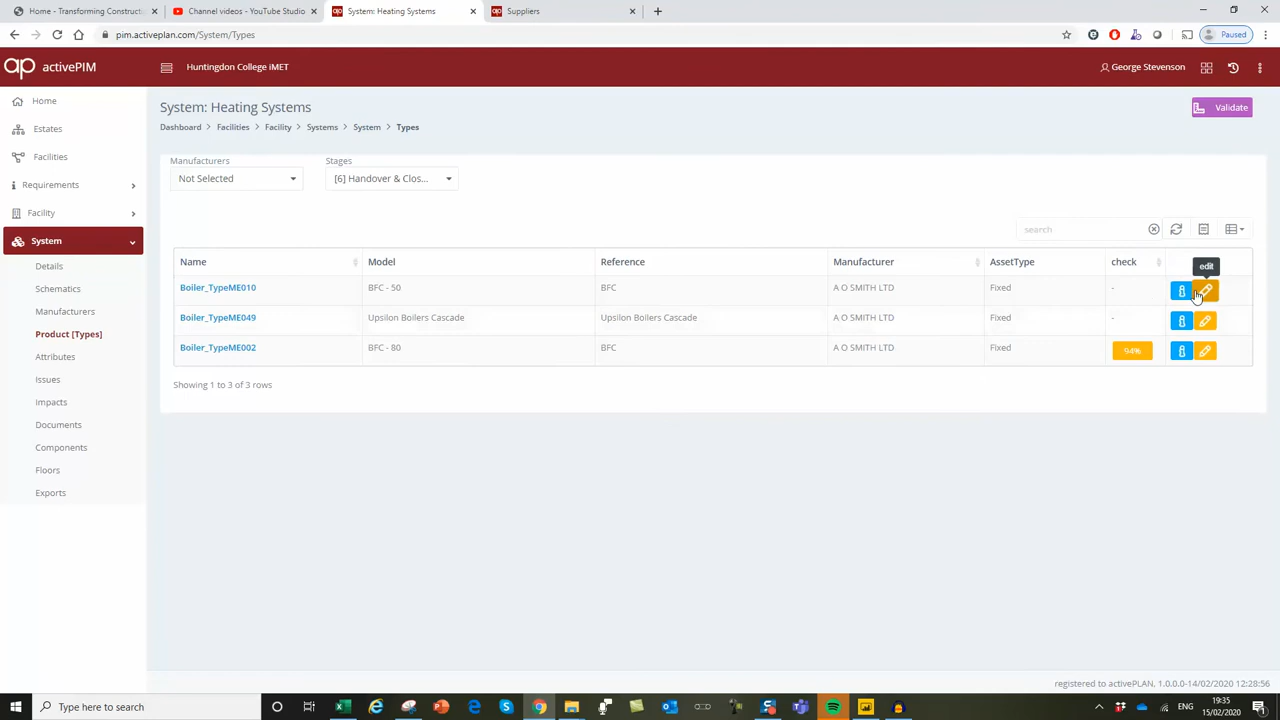 Home - Transforming Constructi
Channel videos - YouTube Studio
System: Heating Systems
Suppliers
pim.activeplan.com/System/Types
Paused
ap activePIM
Huntingdon College iMET
George Stevenson
Home
Estates
Facilities
Requirements
Facility
System
Details
Schematics
Manufacturers
Product [Types]
Attributes
Issues
Impacts
Documents
Components
Floors
Exports
System: Heating Systems
Validate
Dashboard > Facilities > Facility > Systems > System > Types
Manufacturers
Stages
Not Selected
[6] Handover & Clos...
search
edit
Name Model Reference Manufacturer AssetType check
Boiler_TypeME010 BFC - 50 BFC A O SMITH LTD Fixed -
Boiler_TypeME049 Upsilon Boilers Cascade Upsilon Boilers Cascade A O SMITH LTD Fixed -
Boiler_TypeME002 BFC - 80 BFC A O SMITH LTD Fixed 94%
Showing 1 to 3 of 3 rows
registered to activePLAN, 1.0.0.0-14/02/2020 12:28:56
Type here to search
ENG
19:35
15/02/2020